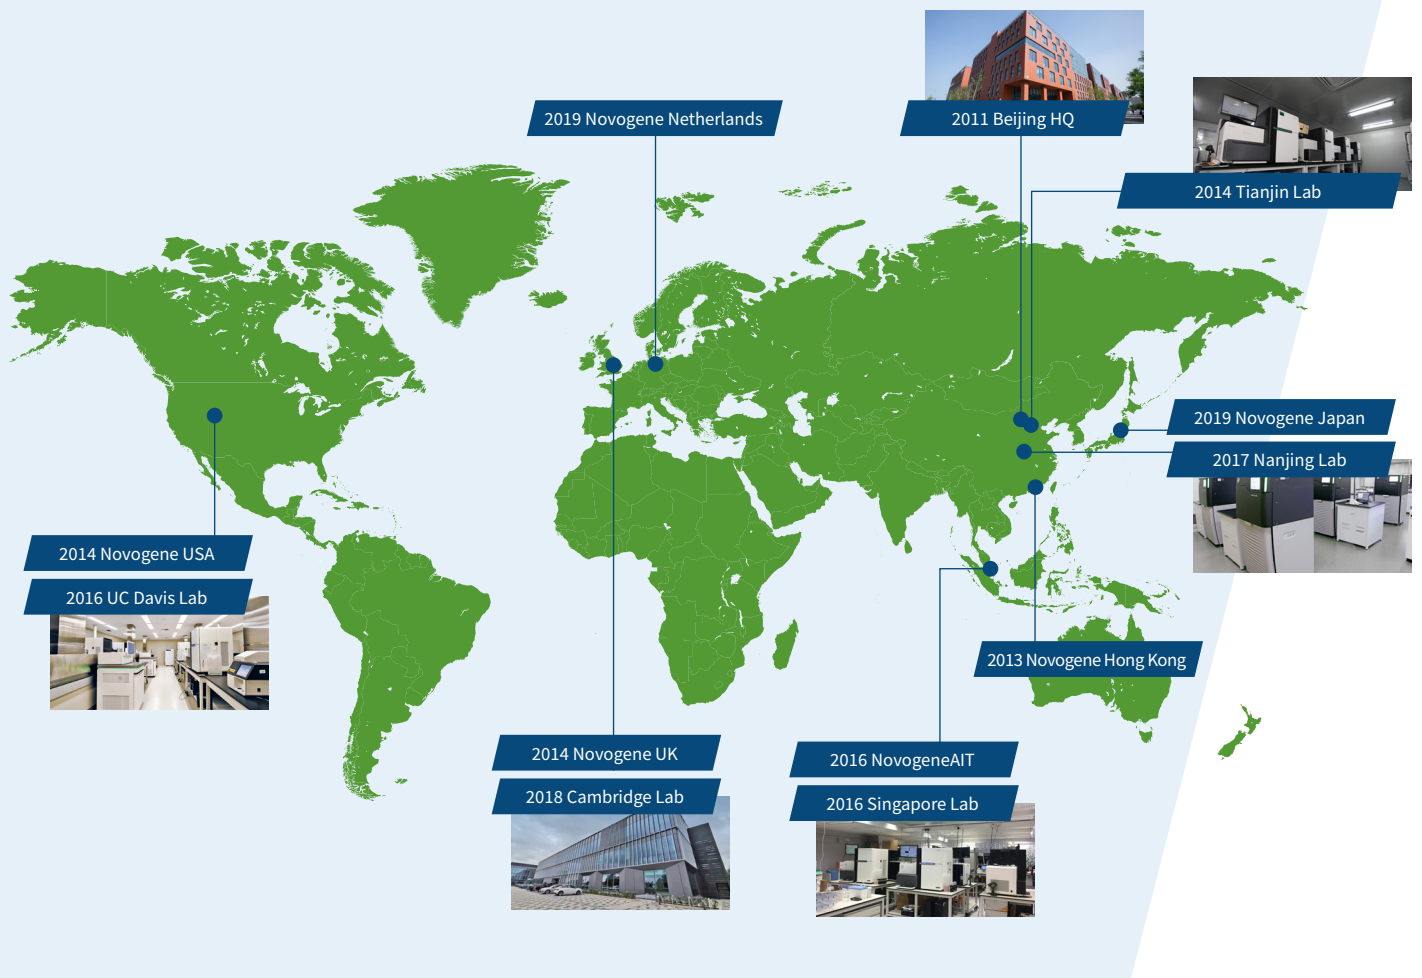 2019 Novogene Netherlands
2011 Beijing HQ
2014 Tianjin Lab
2019 Novogene Japan
2017 Nanjing Lab
2014 Novogene USA
2016 UC Davis Lab
2013 Novogene Hong Kong
2014 Novogene UK
2018 Cambridge Lab
2016 NovogeneAIT
2016 Singapore Lab